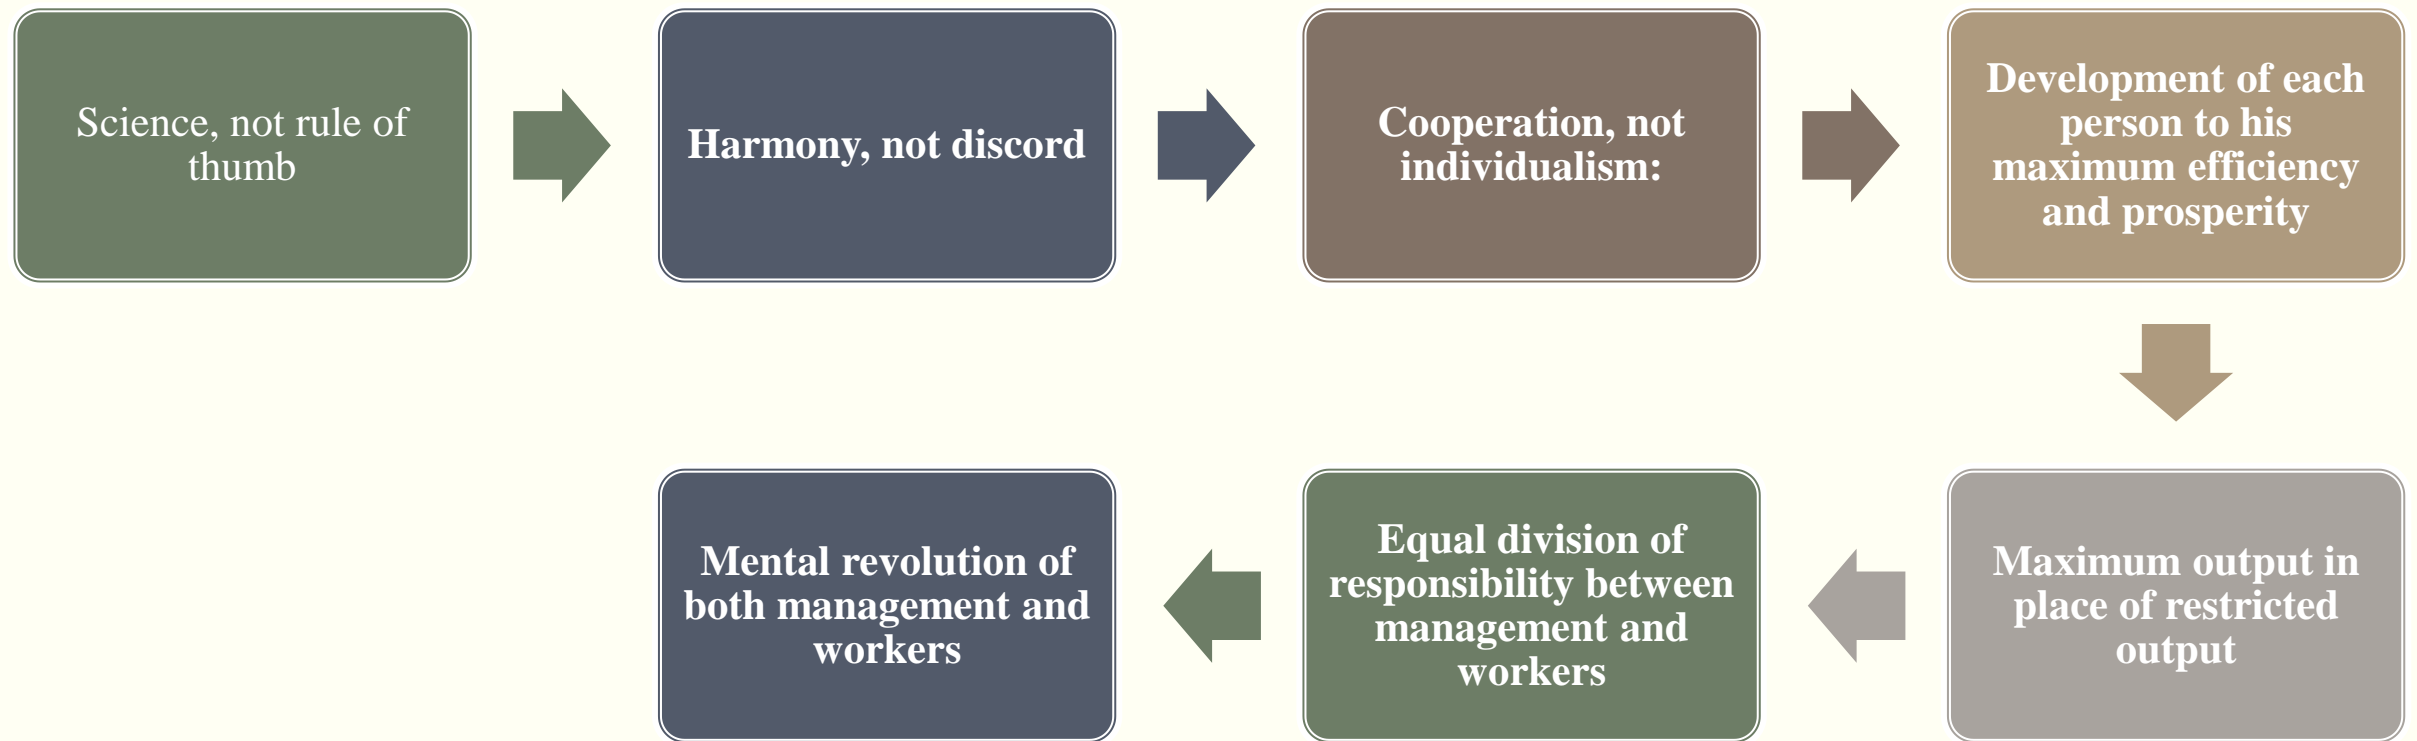 Science, not rule of
thumb
Harmony, not discord
Cooperation, not
individualism:
Development of each
person to his
maximum efficiency
and prosperity
Maximum output in
place of restricted
output
Equal division of
responsibility between
management and
workers
Mental revolution of
both management and
workers